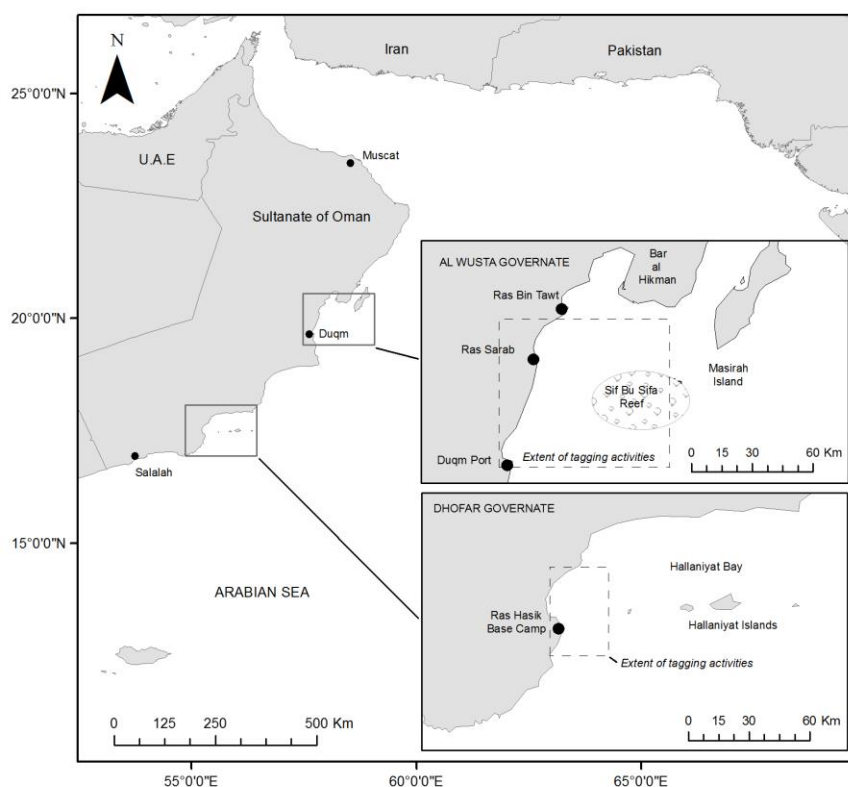 N
Iran
Pakistan
25°0'0"N
U.A.E
Muscat
Sultanate of Oman
20°0'0"N
Duqm
Salalah
15°0'0"N
ARABIAN SEA
0 125 250 500 Km
55°0'0"E
60°0'0"E
65°0'0"E
AL WUSTA GOVERNATE
Bar
al
Hikman
Ras Bin Tawt
Ras Sarab
Masirah
Island
Sif Bu Sifa
Reef
Duqm Port
Extent of tagging activities
0 15 30 60 Km
DHOFAR GOVERNATE
Hallaniyat Bay
Ras Hasik
Base Camp
Hallaniyat Islands
Extent of tagging activities
0 15 30 60 Km